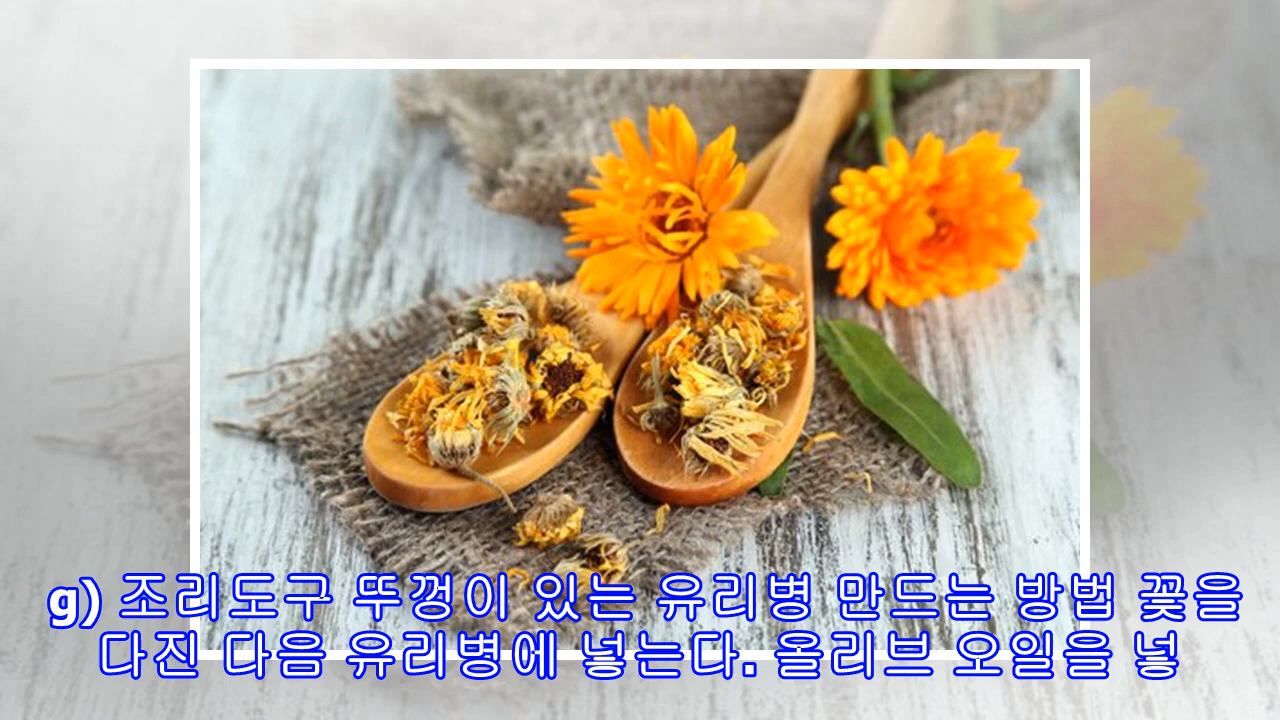 g) 조리도구 뚜껑이 있는 유리병 만드는 방법 꽃을
다진 다음 유리병에 넣는다. 올리브 오일을 넣